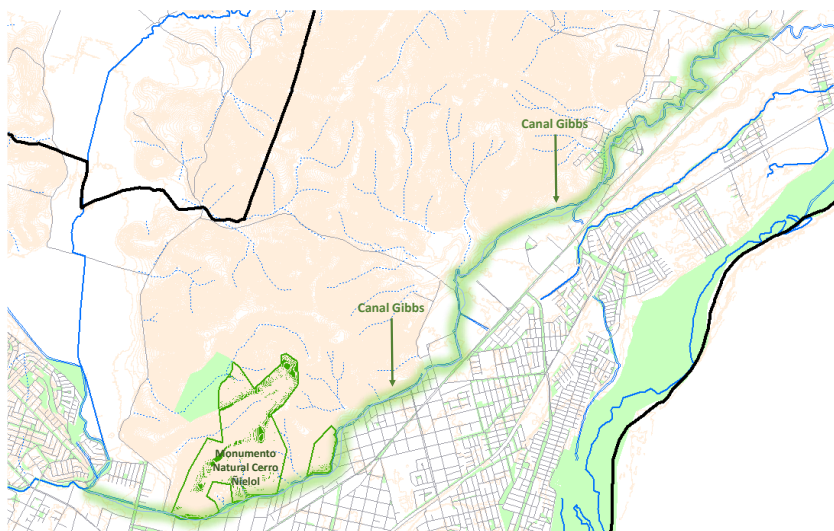 Canal Gibbs
Canal Gibbs
Monumento
Natural Cerro
Ñielol